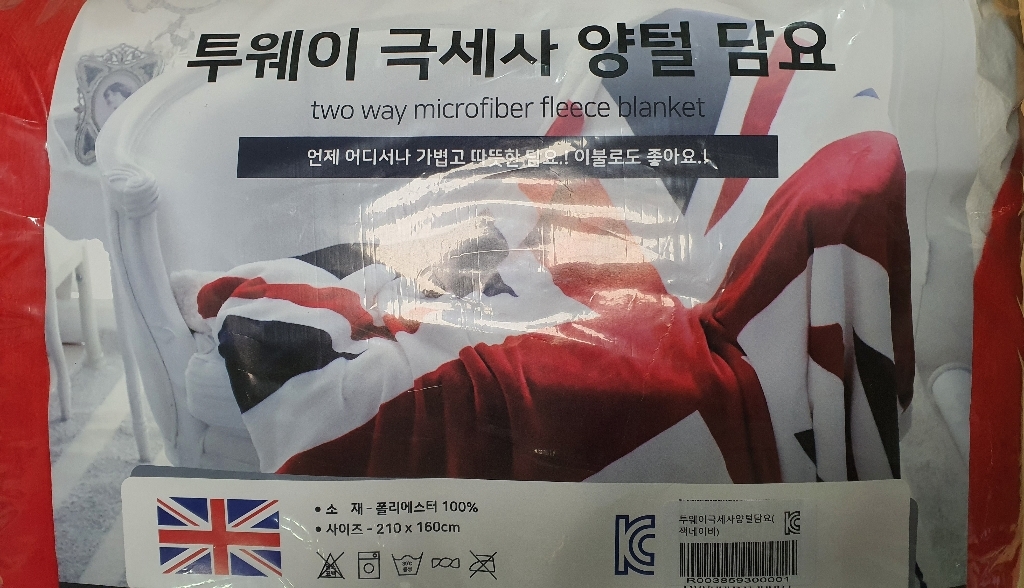 투웨이 극세사 양털 담요
two way microfiber fleece blanket
언제 어디서나 가볍고 따뜻한 담요.! 이불로도 좋아요.!
• 소 재 - 폴리에스터 100%
• 사이즈 - 210 x 160cm
투웨이극세사양털담요(
잭네이비)
R003859300001